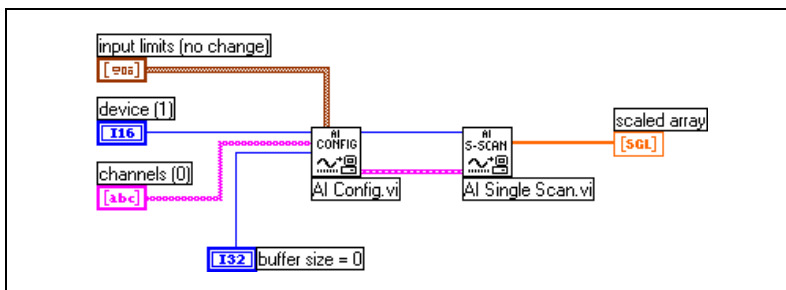 input limits (no change)
device (1)
I16
channels (0)
[abc]
AI
CONFIG
AI Config.vi
AI
S-SCAN
AI Single Scan.vi
scaled array
[SGL]
I32
buffer size = 0